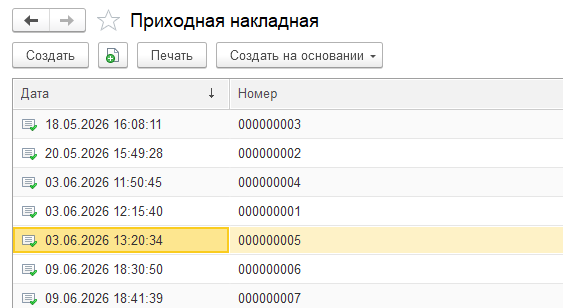 Приходная накладная
Создать Печать Создать на основании
Дата Номер
18.05.2026 16:08:11 000000003
20.05.2026 15:49:28 000000002
03.06.2026 11:50:45 000000004
03.06.2026 12:15:40 000000001
03.06.2026 13:20:34 000000005
09.06.2026 18:30:50 000000006
09.06.2026 18:41:39 000000007